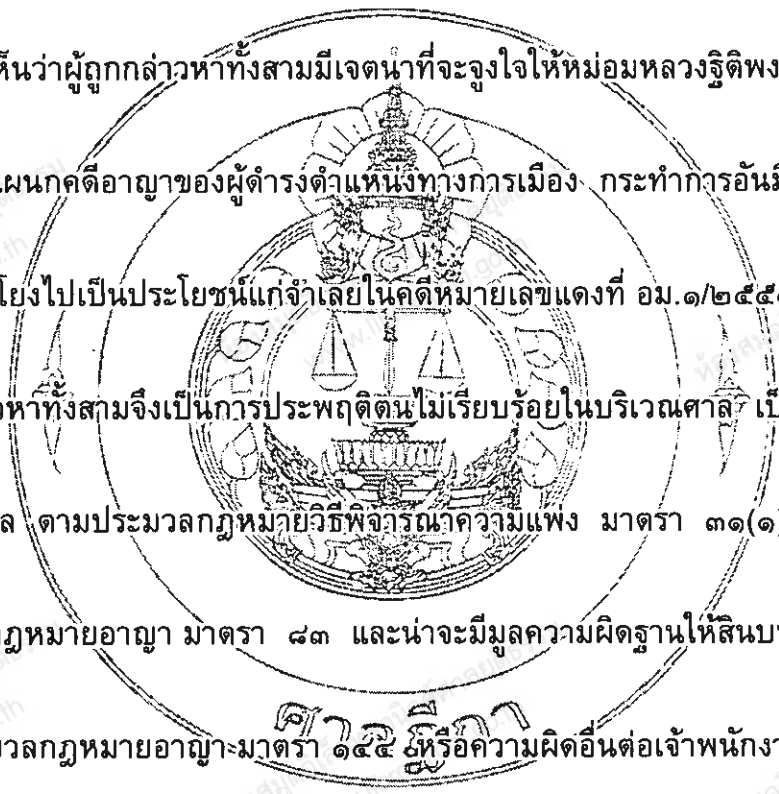 ห็นว่าผู้ถูกกล่าวหาทั้งสามมีเจตนาที่จะจูงใจให้หม่อมหลวงฐิติพง
แผนกคดีอาญาของผู้ดำรงตำแหน่งทางการเมือง กระทำการอันมิ
โยงไปเป็นประโยชน์แก่จำเลยในคดีหมายเลขแดงที่ อม.๑/๒๕๕
วหาทั้งสามจึงเป็นการประพฤติตนไม่เรียบร้อยในบริเวณศาล เป็
ล ตามประมวลกฎหมายวิธีพิจารณาความแพ่ง มาตรา ๓๑(๑)
กฎหมายอาญา มาตรา ๘๓ และน่าจะมีมูลความผิดฐานให้สินบ
ศาลฎีกา
มวลกฎหมายอาญา มาตรา ๑๔๔ หรือความผิดอื่นต่อเจ้าพนักงา